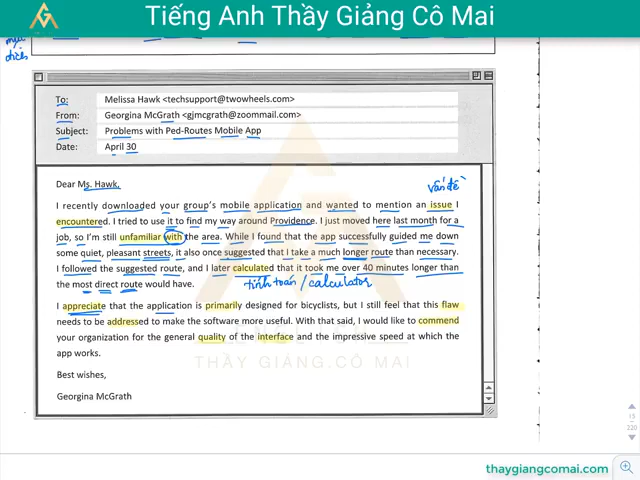 Tiếng Anh Thầy Giảng Cô Mai
mục
đích
To: Melissa Hawk <techsupport@twowheels.com>
From: Georgina McGrath <gjmcgrath@zoommail.com>
Subject: Problems with Ped-Routes Mobile App
Date: April 30
Dear Ms. Hawk,
vấn đề
I recently downloaded your group's mobile application and wanted to mention an issue I
encountered. I tried to use it to find my way around Providence. I just moved here last month for a
job, so I'm still unfamiliar with the area. While I found that the app successfully guided me down
some quiet, pleasant streets, it also once suggested that I take a much longer route than necessary.
I followed the suggested route, and I later calculated that it took me over 40 minutes longer than
the most direct route would have.
tính toán / calculator
I appreciate that the application is primarily designed for bicyclists, but I still feel that this flaw
needs to be addressed to make the software more useful. With that said, I would like to commend
your organization for the general quality of the interface and the impressive speed at which the
app works.
THẦY GIẢNG.CÔ MAI
Best wishes,
Georgina McGrath
15
220
thaygiangcomai.com